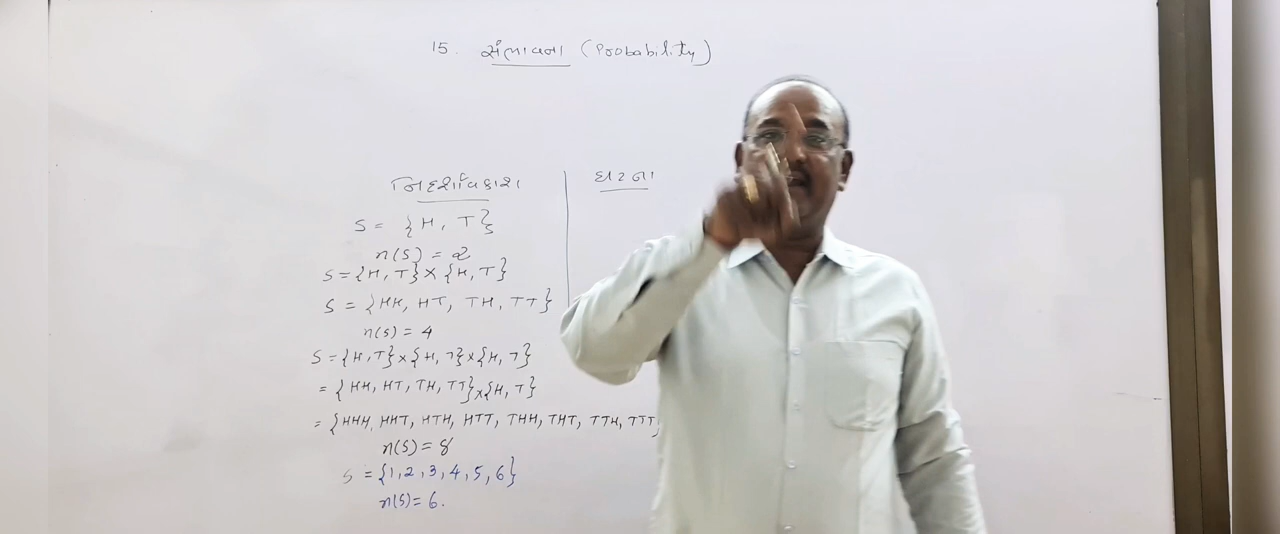 15. સંભાવના (Probability)
નિદર્શાવકાશ
ઘટના
S = {H, T}
n(S) = 2
S = {H, T} × {H, T}
S = {HH, HT, TH, TT}
n(S) = 4
S = {H, T} × {H, T} × {H, T}
= {HH, HT, TH, TT} × {H, T}
= {HHH, HHT, HTH, HTT, THH, THT, TTH, TTT}
n(S) = 8
S = {1, 2, 3, 4, 5, 6}
n(S) = 6.